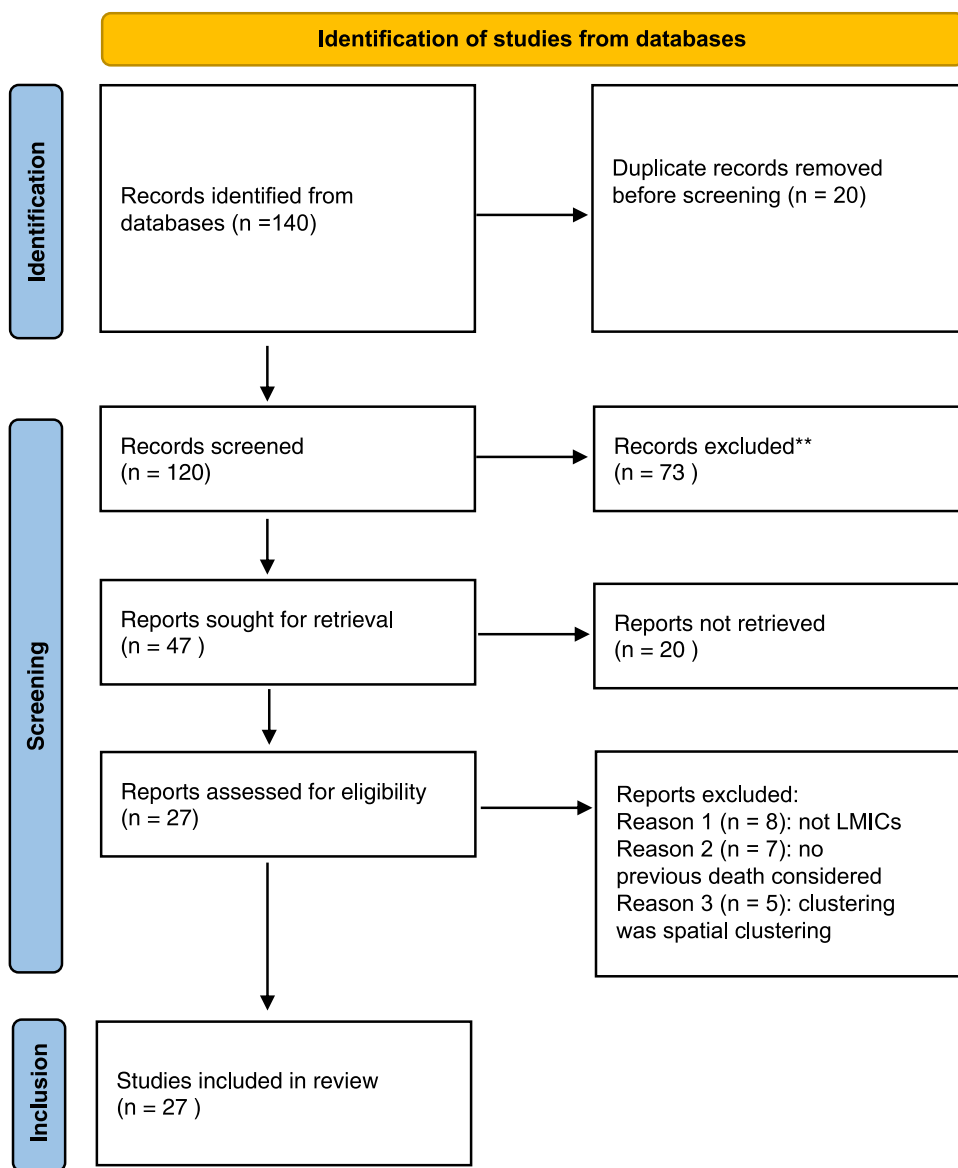 Identification of studies from databases
Identification
Records identified from
databases (n =140)
Duplicate records removed
before screening (n = 20)
Screening
Records screened
(n = 120)
Records excluded**
(n = 73 )
Reports sought for retrieval
(n = 47 )
Reports not retrieved
(n = 20 )
Reports assessed for eligibility
(n = 27)
Reports excluded:
Reason 1 (n = 8): not LMICs
Reason 2 (n = 7): no
previous death considered
Reason 3 (n = 5): clustering
was spatial clustering
Inclusion
Studies included in review
(n = 27 )